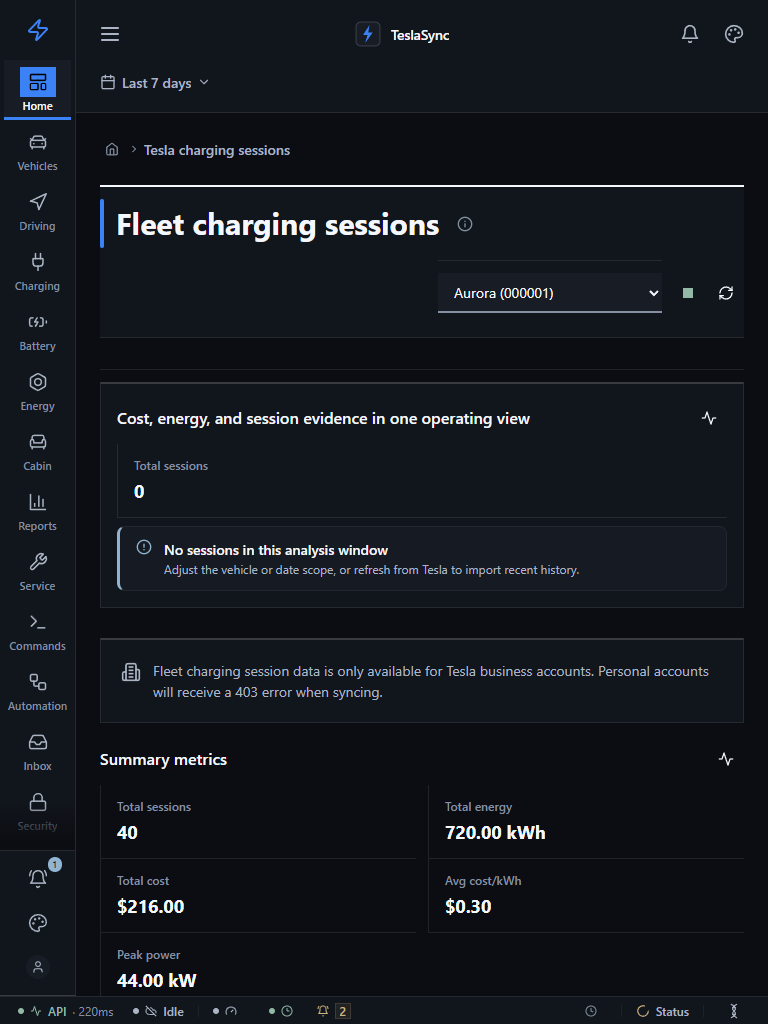 TeslaSync
Last 7 days
Home
Vehicles
Driving
Charging
Battery
Energy
Cabin
Reports
Service
Commands
Automation
Inbox
Security
1
Tesla charging sessions
Fleet charging sessions
Aurora (000001)
Cost, energy, and session evidence in one operating view
Total sessions
0
No sessions in this analysis window
Adjust the vehicle or date scope, or refresh from Tesla to import recent history.
Fleet charging session data is only available for Tesla business accounts. Personal accounts
will receive a 403 error when syncing.
Summary metrics
Total sessions
40
Total energy
720.00 kWh
Total cost
$216.00
Avg cost/kWh
$0.30
Peak power
44.00 kW
API · 220ms
Idle
2
Status